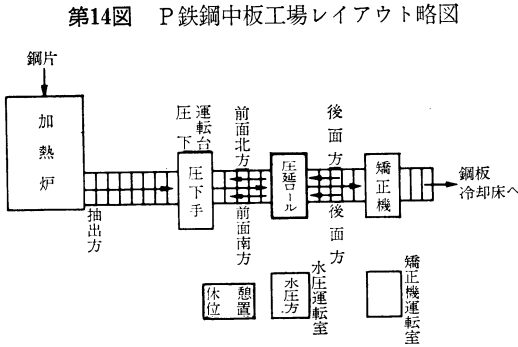 第14図 P鉄鋼中板工場レイアウト略図
鋼片
加熱炉
抽出方
圧下
運転台
圧下手
前面北方
前面南方
圧延ロール
後面方
後面方
矯正機
鋼板
冷却床へ
休憩
位置
水圧方
水圧運転室
矯正機運転室